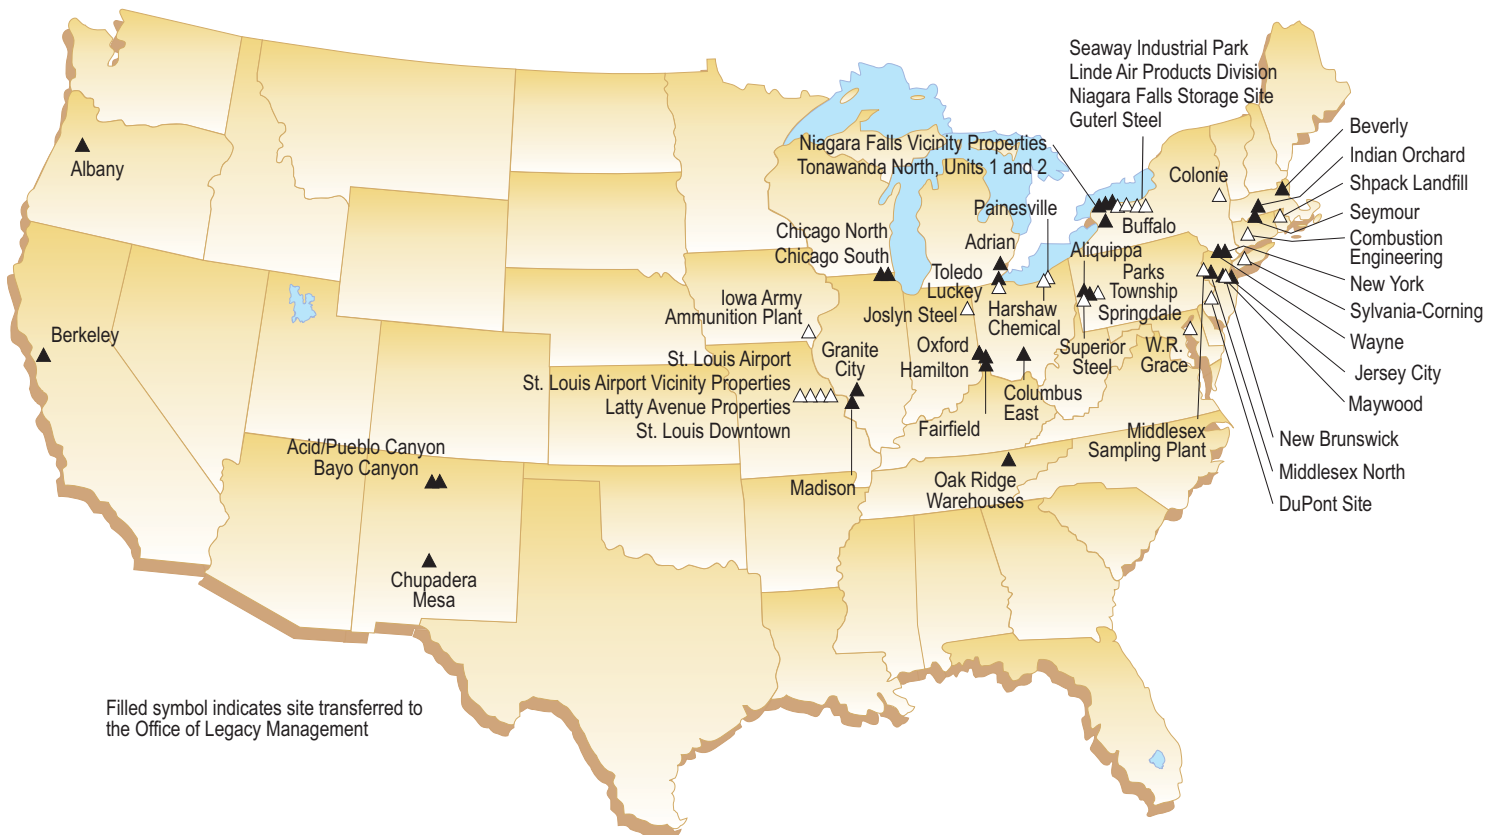 Seaway Industrial Park
Linde Air Products Division
Niagara Falls Storage Site
Guterl Steel
Niagara Falls Vicinity Properties
Tonawanda North, Units 1 and 2
Beverly
Indian Orchard
Shpack Landfill
Seymour
Combustion
Engineering
New York
Sylvania-Corning
Wayne
Jersey City
Maywood
New Brunswick
Middlesex North
DuPont Site
Colonie
Albany
Painesville
Buffalo
Chicago North
Chicago South
Adrian
Aliquippa
Toledo
Luckey
Parks
Township
Springdale
Iowa Army
Ammunition Plant
Joslyn Steel
Harshaw
Chemical
Berkeley
Granite
City
Oxford
Hamilton
Superior
Steel
W.R.
Grace
St. Louis Airport
St. Louis Airport Vicinity Properties
Latty Avenue Properties
St. Louis Downtown
Columbus
East
Fairfield
Middlesex
Sampling Plant
Acid/Pueblo Canyon
Bayo Canyon
Madison
Oak Ridge
Warehouses
Chupadera
Mesa
Filled symbol indicates site transferred to
the Office of Legacy Management